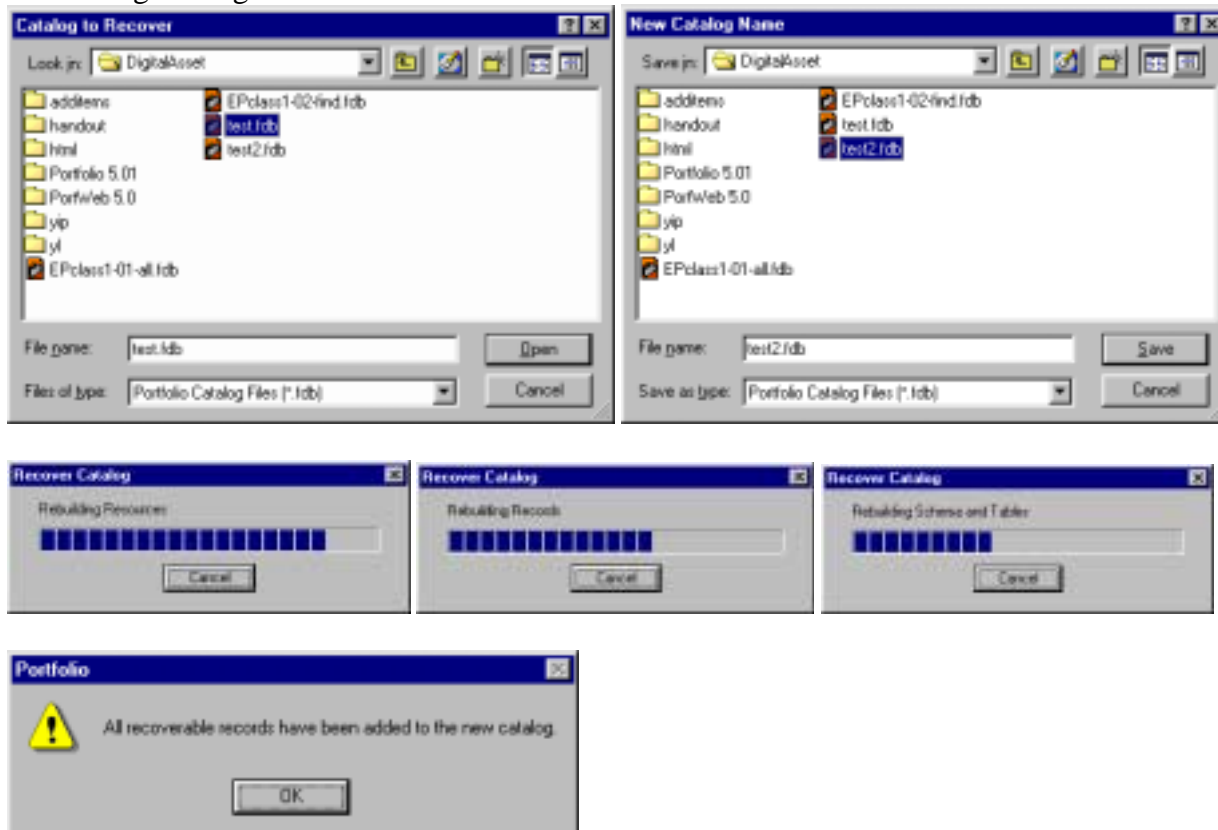 Catalog to Recover
Look in: DigitalAsset
additems
handout
html
Portfolio 5.01
PortWeb 5.0
yip
yl
EPclass1-01-all.fdb
EPclass1-02-find.fdb
test.fdb
test2.fdb
File name: test.fdb
Open
Files of type: Portfolio Catalog Files (*.fdb)
Cancel
New Catalog Name
Save in: DigitalAsset
additems
handout
html
Portfolio 5.01
PortWeb 5.0
yip
yl
EPclass1-01-all.fdb
EPclass1-02-find.fdb
test.fdb
test2.fdb
File name: test2.fdb
Save
Save as type: Portfolio Catalog Files (*.fdb)
Cancel
Recover Catalog
Rebuilding Resources
Cancel
Recover Catalog
Rebuilding Records
Cancel
Recover Catalog
Rebuilding Schema and Tables
Cancel
Portfolio
All recoverable records have been added to the new catalog.
OK